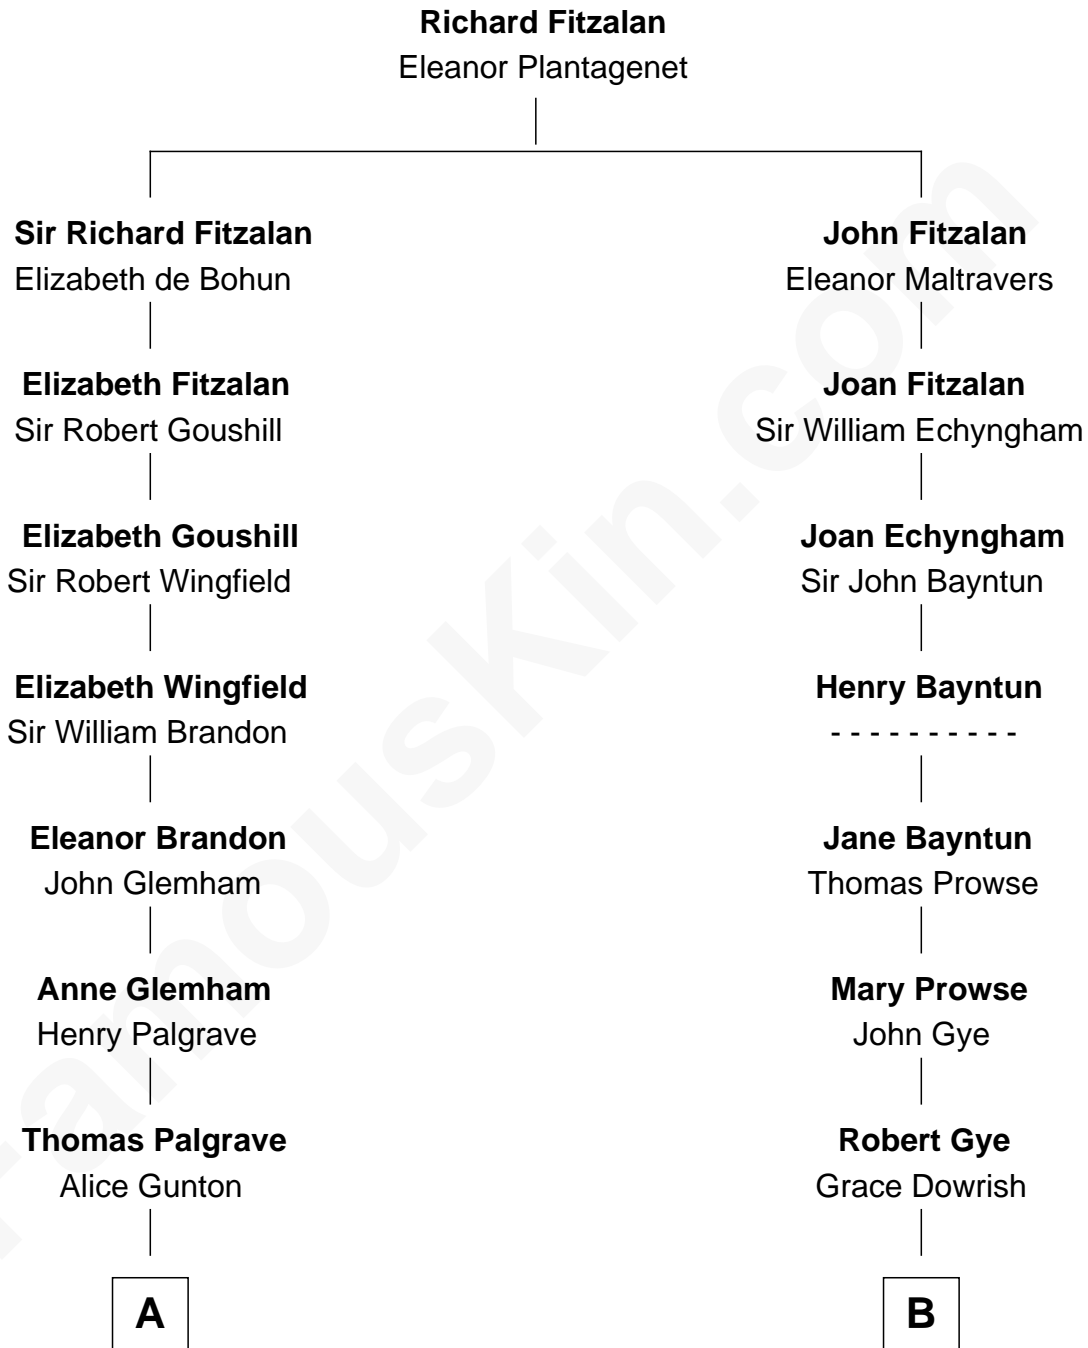 Richard Fitzalan
Eleanor Plantagenet
Sir Richard Fitzalan
Elizabeth de Bohun
John Fitzalan
Eleanor Maltravers
Elizabeth Fitzalan
Sir Robert Goushill
Joan Fitzalan
Sir William Echyngham
Elizabeth Goushill
Sir Robert Wingfield
Joan Echyngham
Sir John Bayntun
Elizabeth Wingfield
Sir William Brandon
Henry Bayntun
- - - - - - - - - -
Eleanor Brandon
John Glemham
Jane Bayntun
Thomas Prowse
Anne Glemham
Henry Palgrave
Mary Prowse
John Gye
Thomas Palgrave
Alice Gunton
Robert Gye
Grace Dowrish
A
B
FamousKin.com